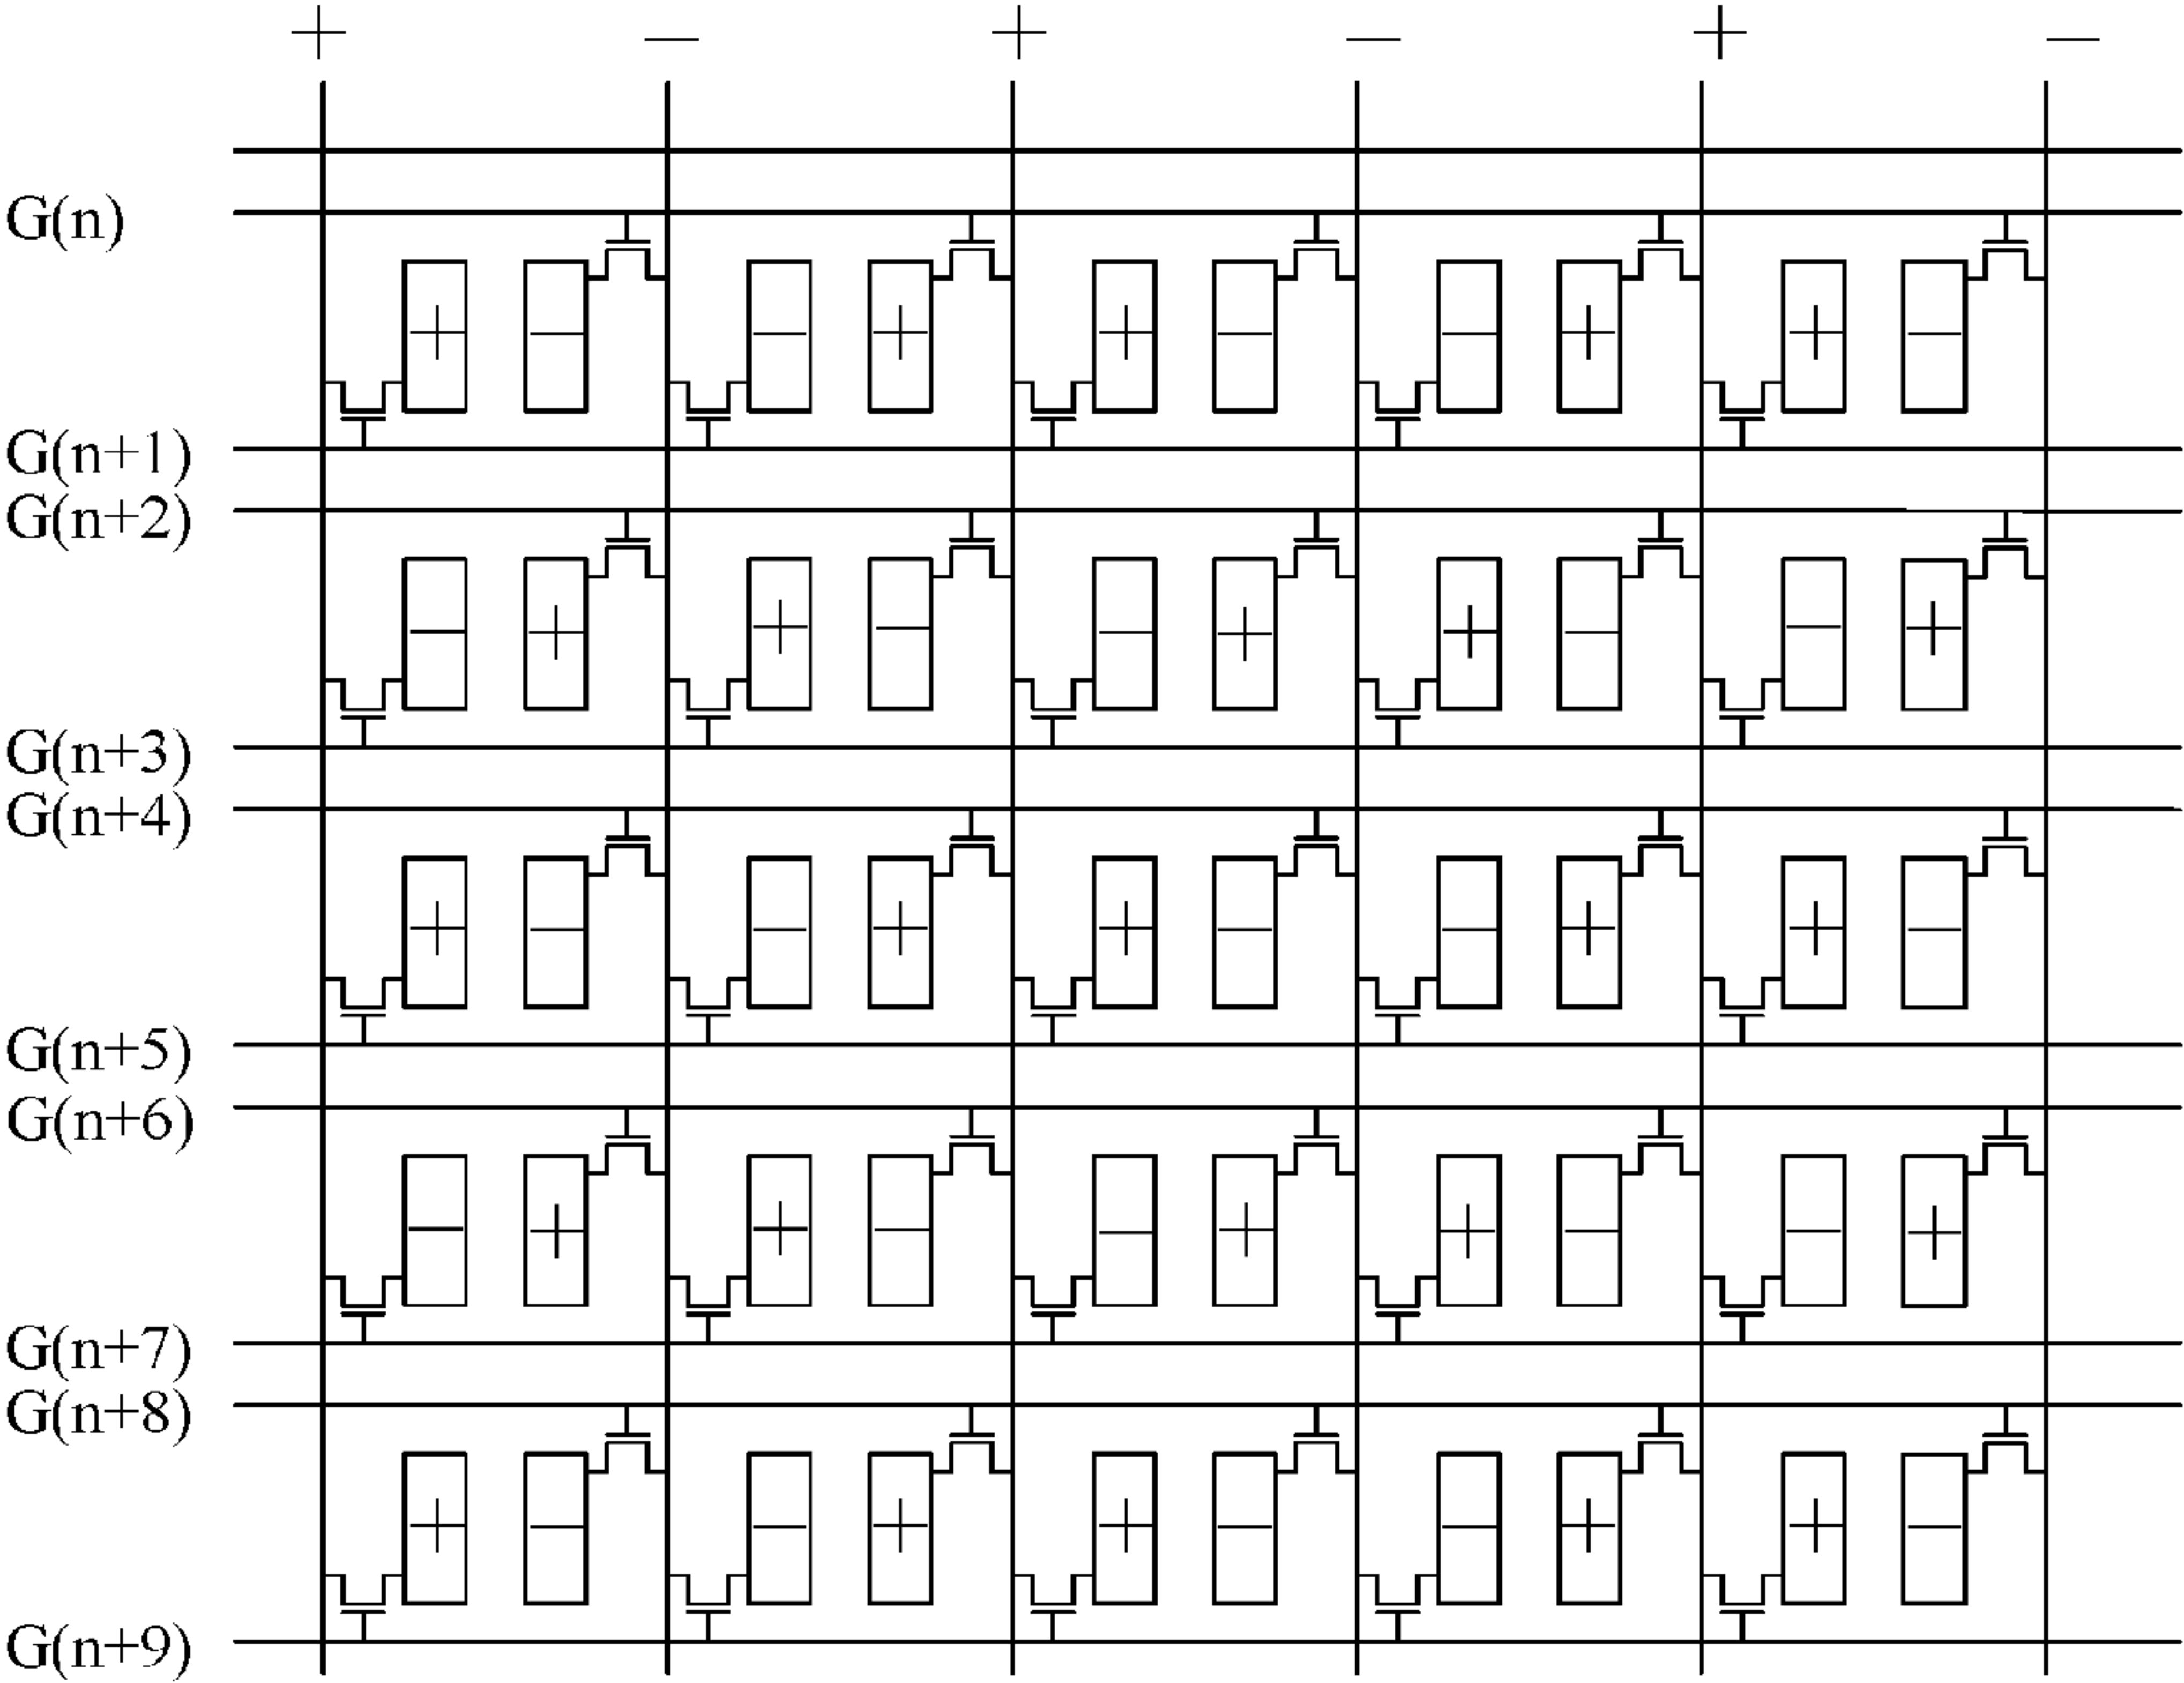 + − + − + −
G(n)
+ − − + + − − + + −
G(n+1)
G(n+2)
− + + − − + + − − +
G(n+3)
G(n+4)
+ − − + + − − + + −
G(n+5)
G(n+6)
− + + − − + + − − +
G(n+7)
G(n+8)
+ − − + + − − + + −
G(n+9)